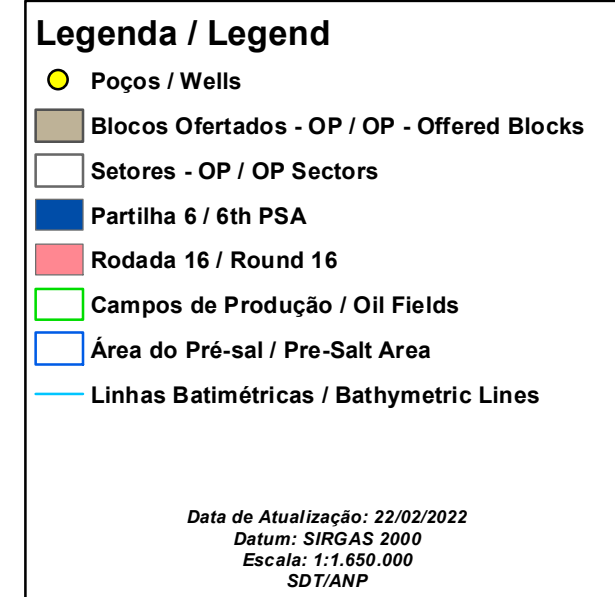 Legenda / Legend
Poços / Wells
Blocos Ofertados - OP / OP - Offered Blocks
Setores - OP / OP Sectors
Partilha 6 / 6th PSA
Rodada 16 / Round 16
Campos de Produção / Oil Fields
Área do Pré-sal / Pre-Salt Area
Linhas Batimétricas / Bathymetric Lines
Data de Atualização: 22/02/2022
Datum: SIRGAS 2000
Escala: 1:1.650.000
SDT/ANP